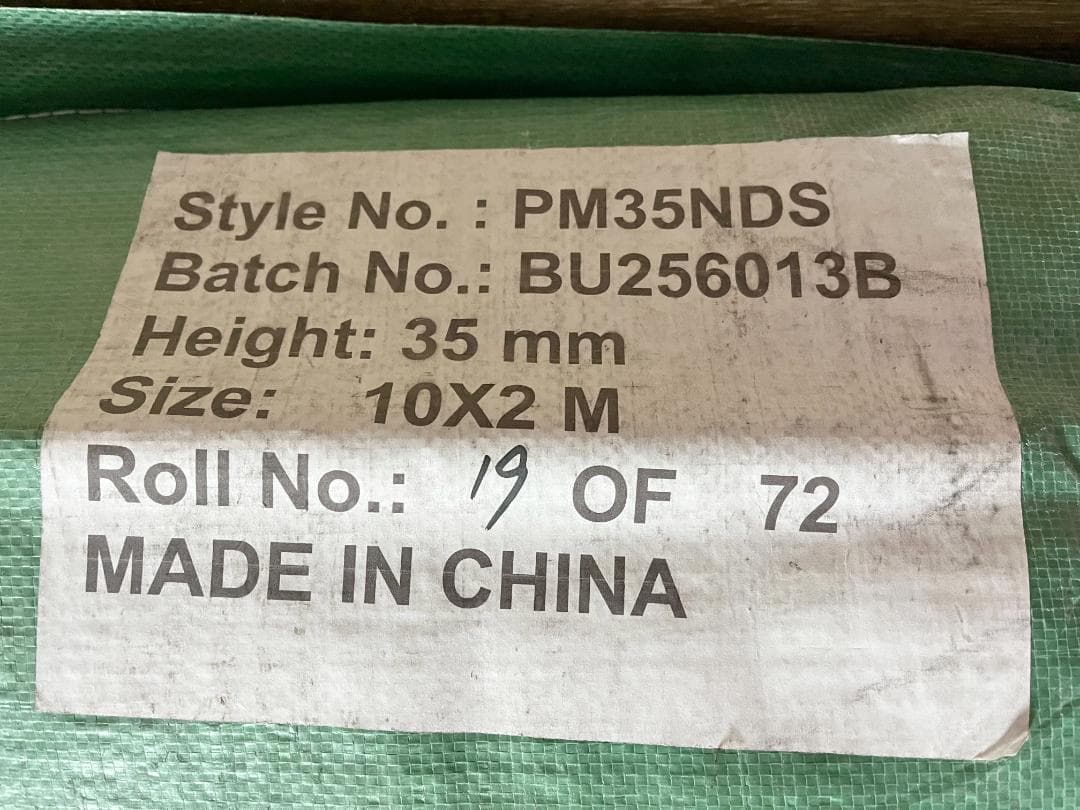 Style No. : PM35NDS
Batch No.: BU256013B
Height: 35 mm
Size: 10X2 M
Roll No.: 19 OF 72
MADE IN CHINA